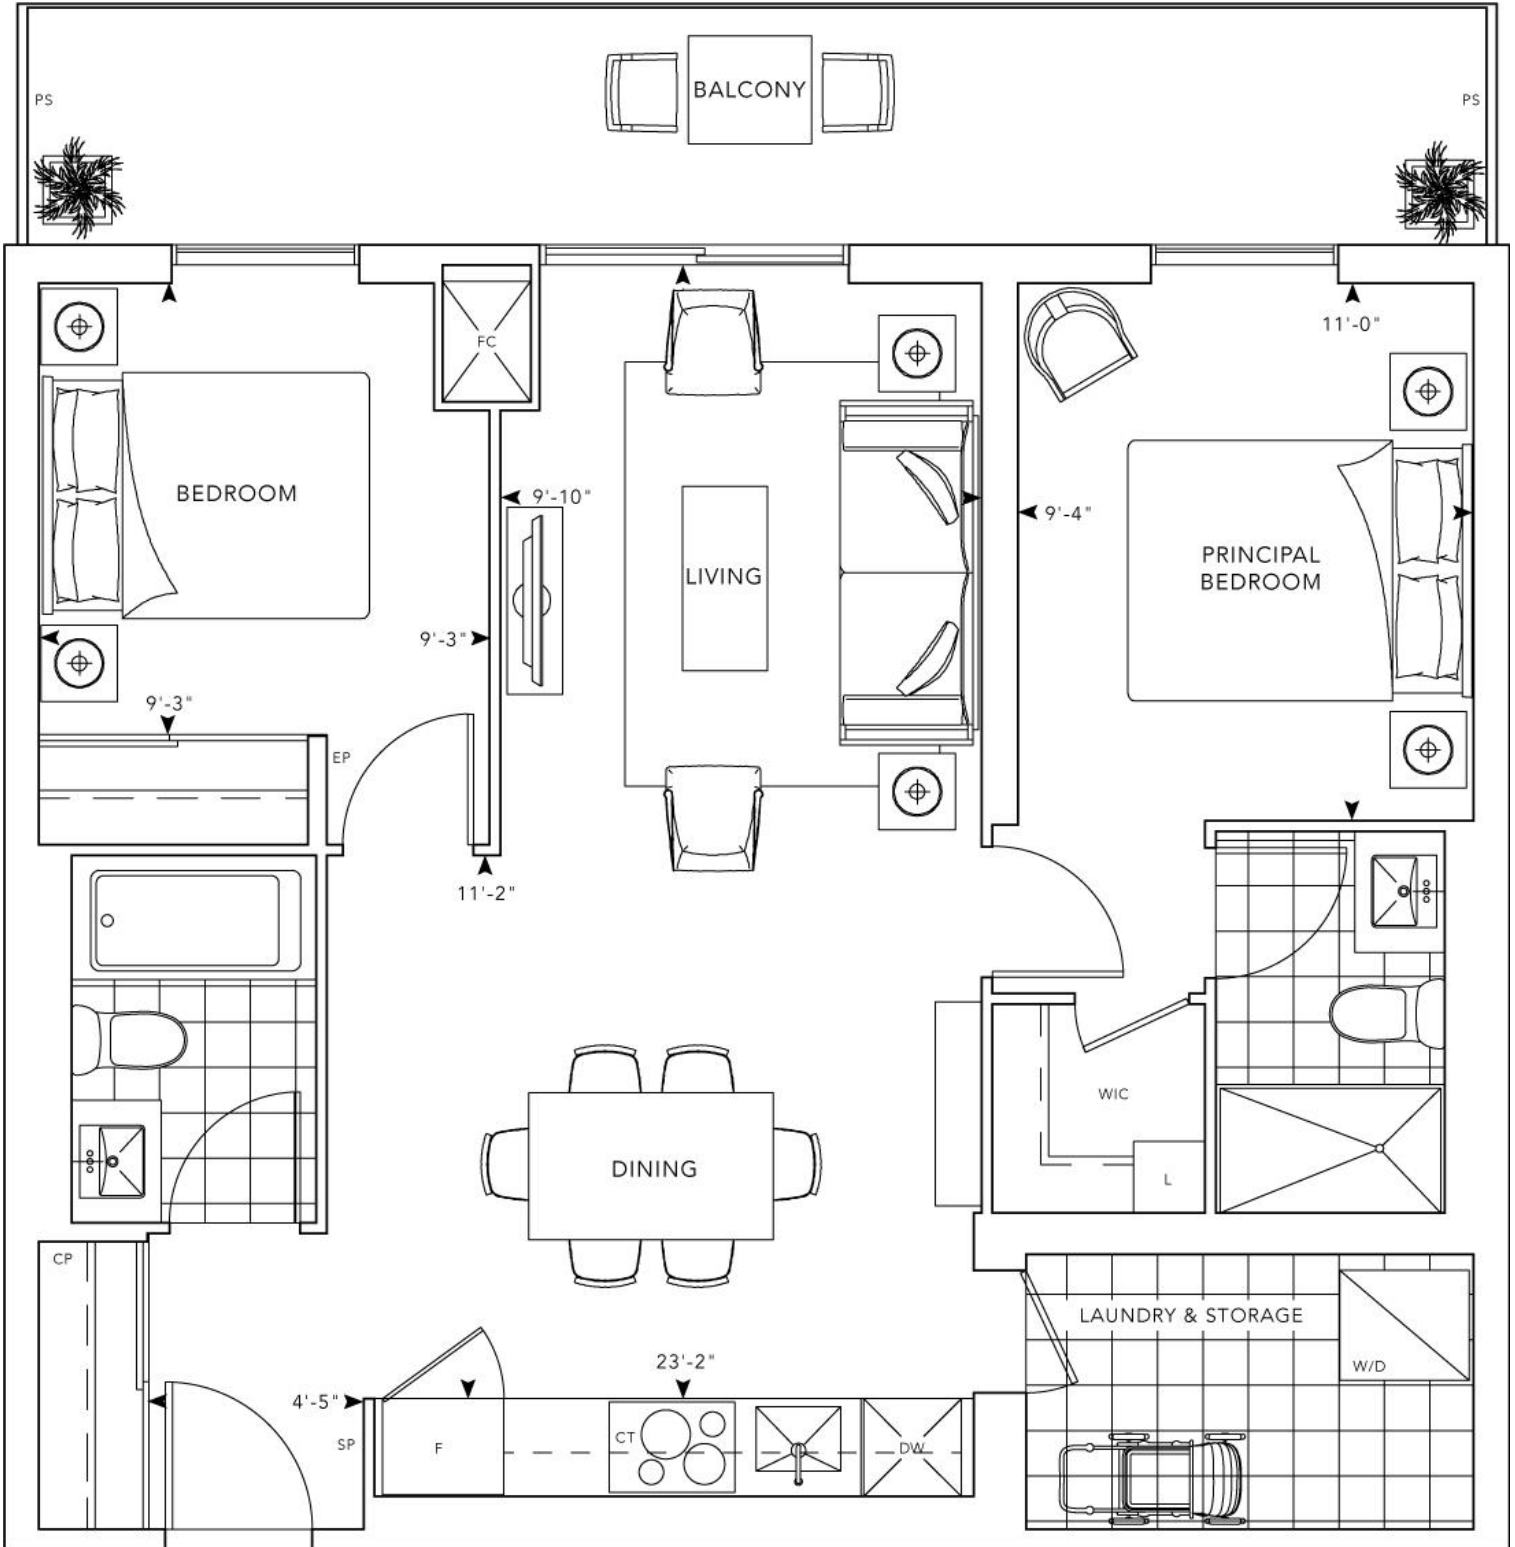 BALCONY
PS
PS
11'-0"
FC
BEDROOM
9'-10"
9'-4"
PRINCIPAL
BEDROOM
LIVING
9'-3"
9'-3"
EP
11'-2"
WIC
DINING
L
CP
LAUNDRY & STORAGE
23'-2"
W/D
4'-5"
SP
F
CT
DW